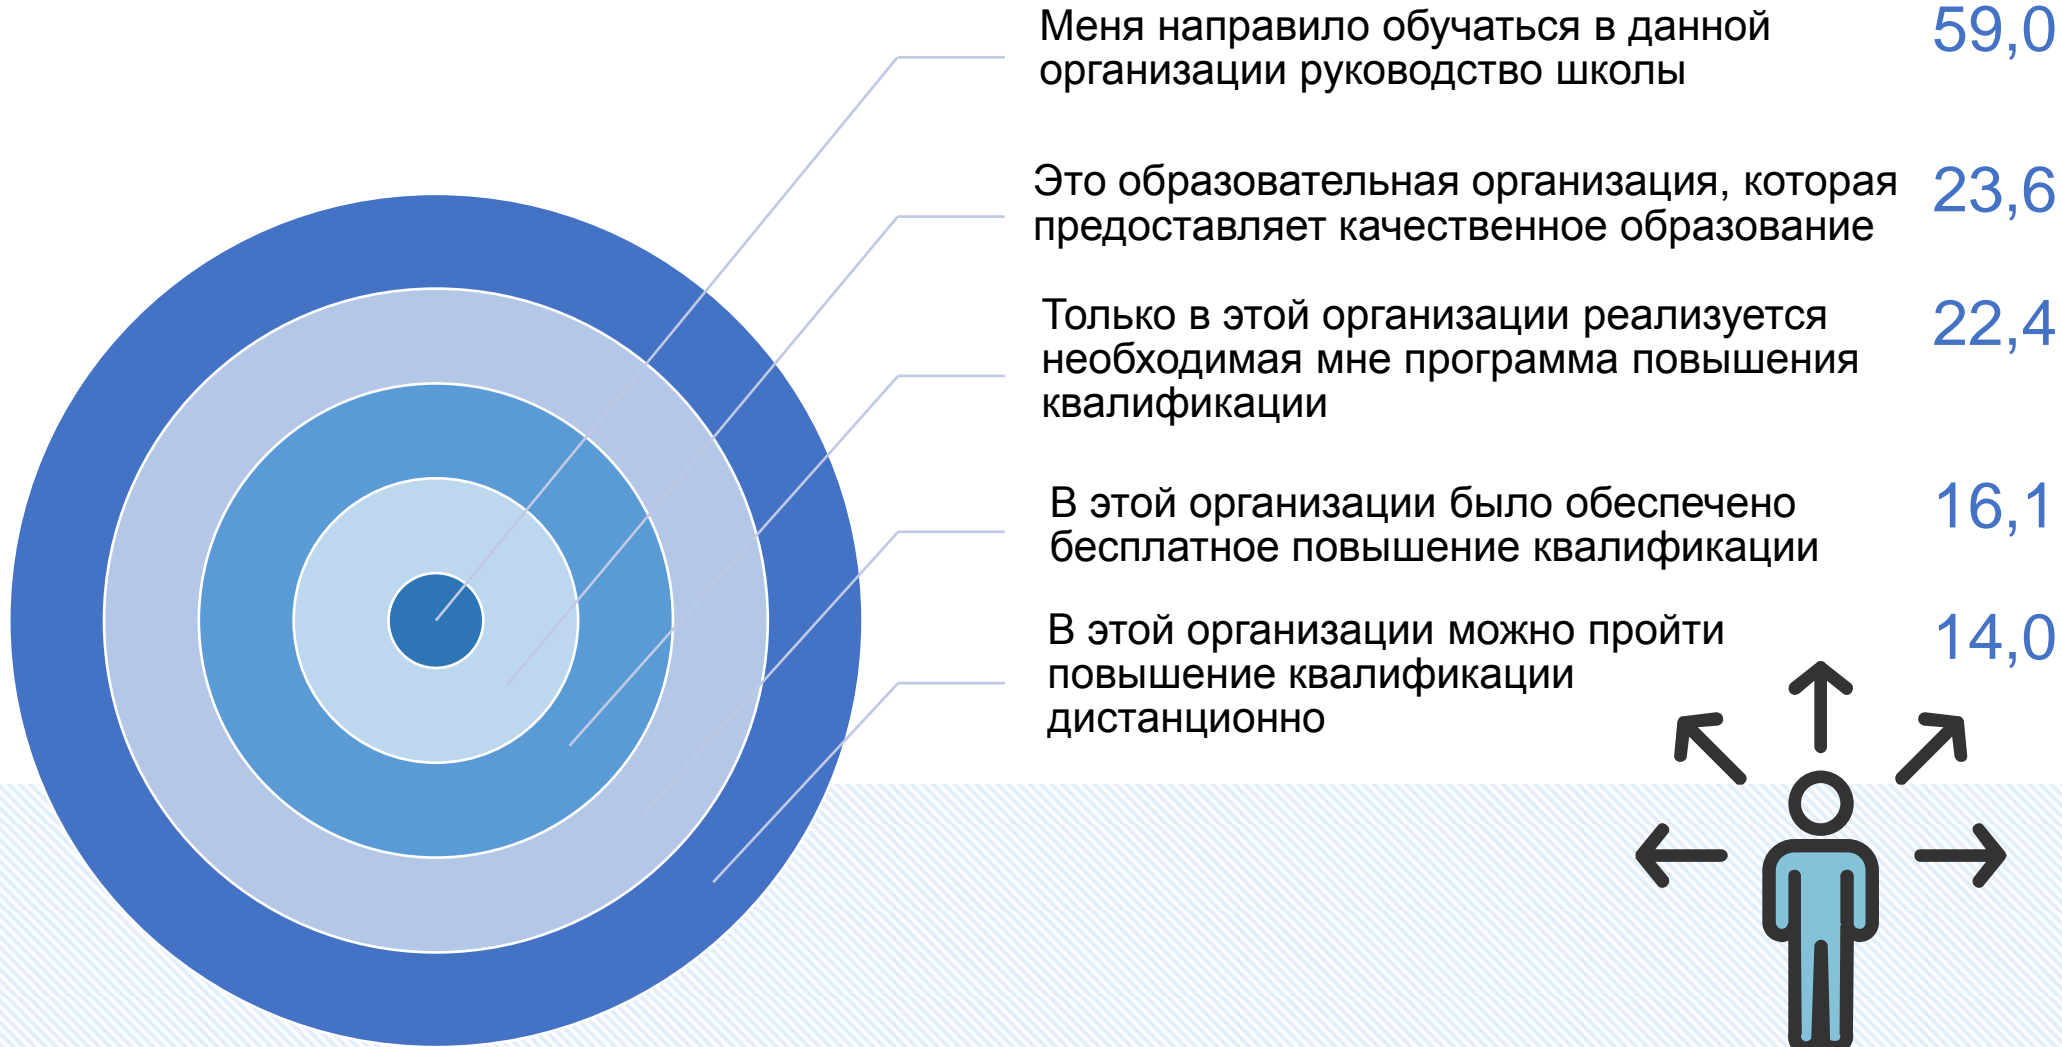 Меня направило обучаться в данной
организации руководство школы
59,0
Это образовательная организация, которая
предоставляет качественное образование
23,6
Только в этой организации реализуется
необходимая мне программа повышения
квалификации
22,4
В этой организации было обеспечено
бесплатное повышение квалификации
16,1
В этой организации можно пройти
повышение квалификации
дистанционно
14,0